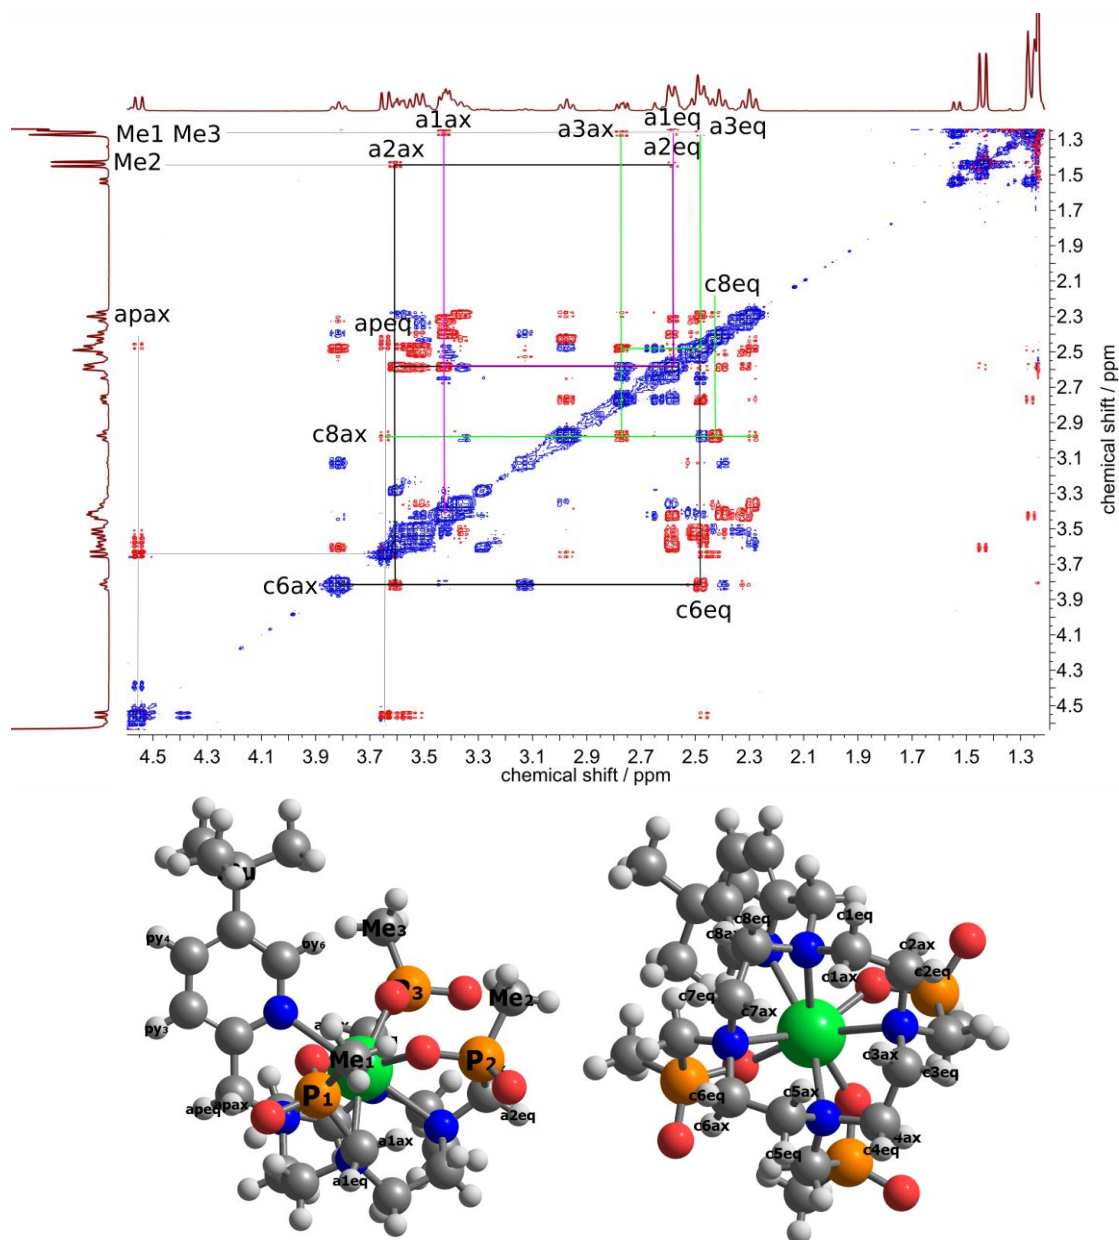 a1ax
a1eq
Me1 Me3
a3ax
a3eq
Me2
a2ax
a2eq
c8eq
apax
apeq
c8ax
c6ax
c6eq
1.3
1.5
1.7
1.9
2.1
2.3
2.5
2.7
2.9
3.1
3.3
3.5
3.7
3.9
4.1
4.3
4.5
chemical shift / ppm
4.5 4.3 4.1 3.9 3.7 3.5 3.3 3.1 2.9 2.7 2.5 2.3 2.1 1.9 1.7 1.5 1.3
chemical shift / ppm
py4
py6
py3
Me3
Me2
Me1
P1
P2
apeq
apax
a2eq
a1ax
a1eq
c8eq
c1eq
c8ax
c2ax
c1ax
c2eq
c7eq
c7ax
c3ax
c3eq
c6eq
c5ax
c6ax
4ax
c5eq
c4eq